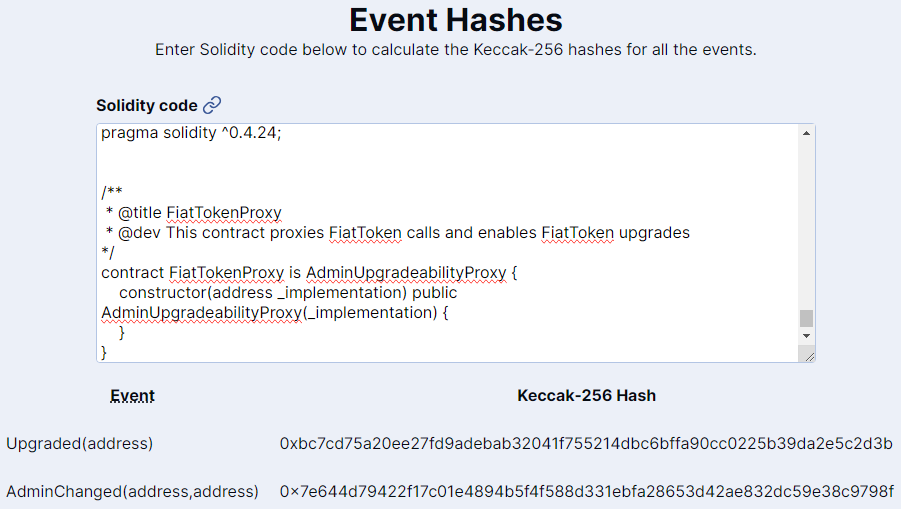 Event Hashes
Enter Solidity code below to calculate the Keccak-256 hashes for all the events.
Solidity code
pragma solidity ^0.4.24;
/**
* @title FiatTokenProxy
* @dev This contract proxies FiatToken calls and enables FiatToken upgrades
*/
contract FiatTokenProxy is AdminUpgradeabilityProxy {
constructor(address _implementation) public
AdminUpgradeabilityProxy(_implementation) {
}
}
Event Keccak-256 Hash
Upgraded(address) 0xbc7cd75a20ee27fd9adebab32041f755214dbc6bffa90cc0225b39da2e5c2d3b
AdminChanged(address,address) 0x7e644d79422f17c01e4894b5f4f588d331ebfa28653d42ae832dc59e38c9798f